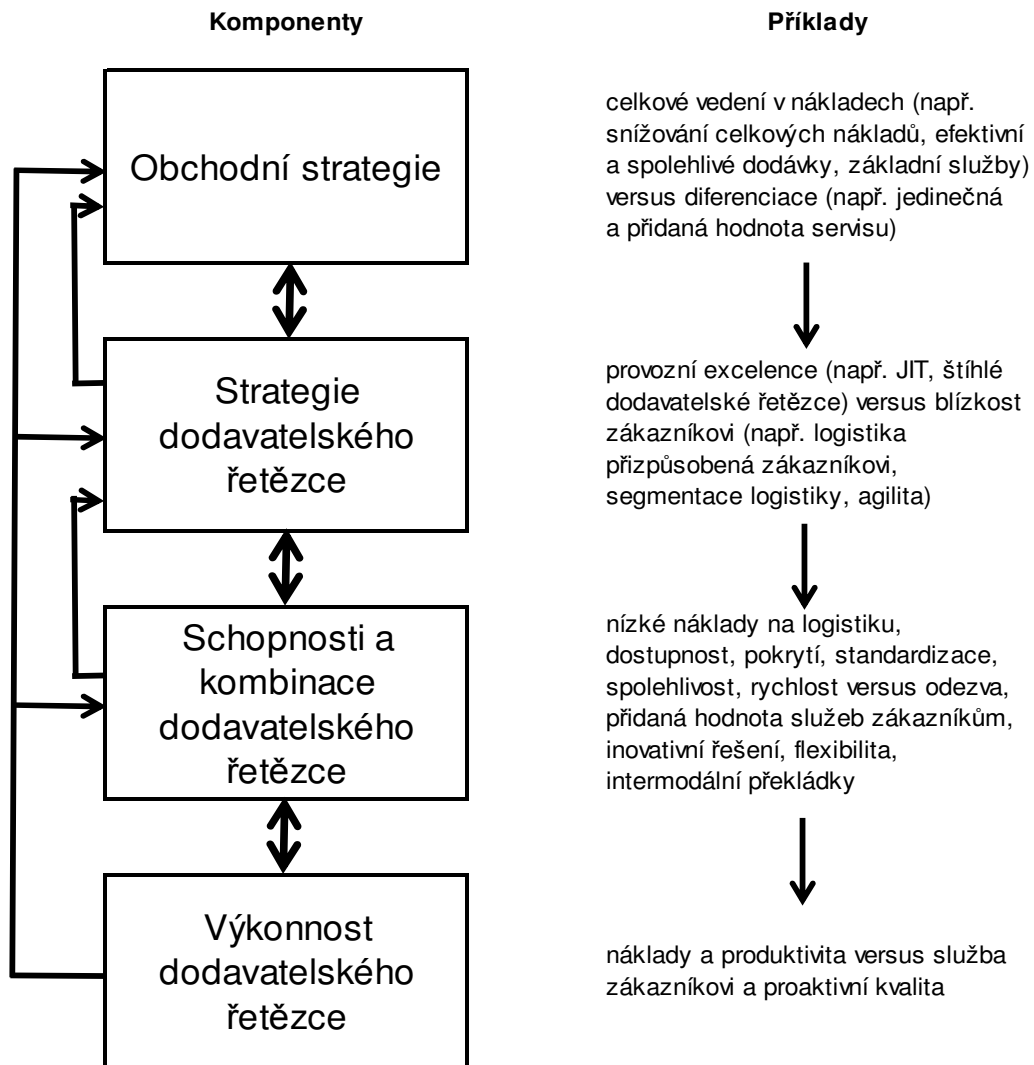 Komponenty
Příklady
Obchodní strategie
celkové vedení v nákladech (např.
snížování celkových nákladů, efektivní
a spolehlivé dodávky, základní služby)
versus diferenciace (např. jedinečná
a přidaná hodnota servisu)
Strategie
dodavatelského
řetězce
provozní excelence (např. JIT, štíhlé
dodavatelské řetězce) versus blízkost
zákazníkovi (např. logistika
přizpůsobená zákazníkovi,
segmentace logistiky, agilita)
Schopnosti a
kombinace
dodavatelského
řetězce
nízké náklady na logistiku,
dostupnost, pokrytí, standardizace,
spolehlivost, rychlost versus odezva,
přidaná hodnota služeb zákazníkům,
inovativní řešení, flexibilita,
intermodální překládky
Výkonnost
dodavatelského
řetězce
náklady a produktivita versus služba
zákazníkovi a proaktivní kvalita